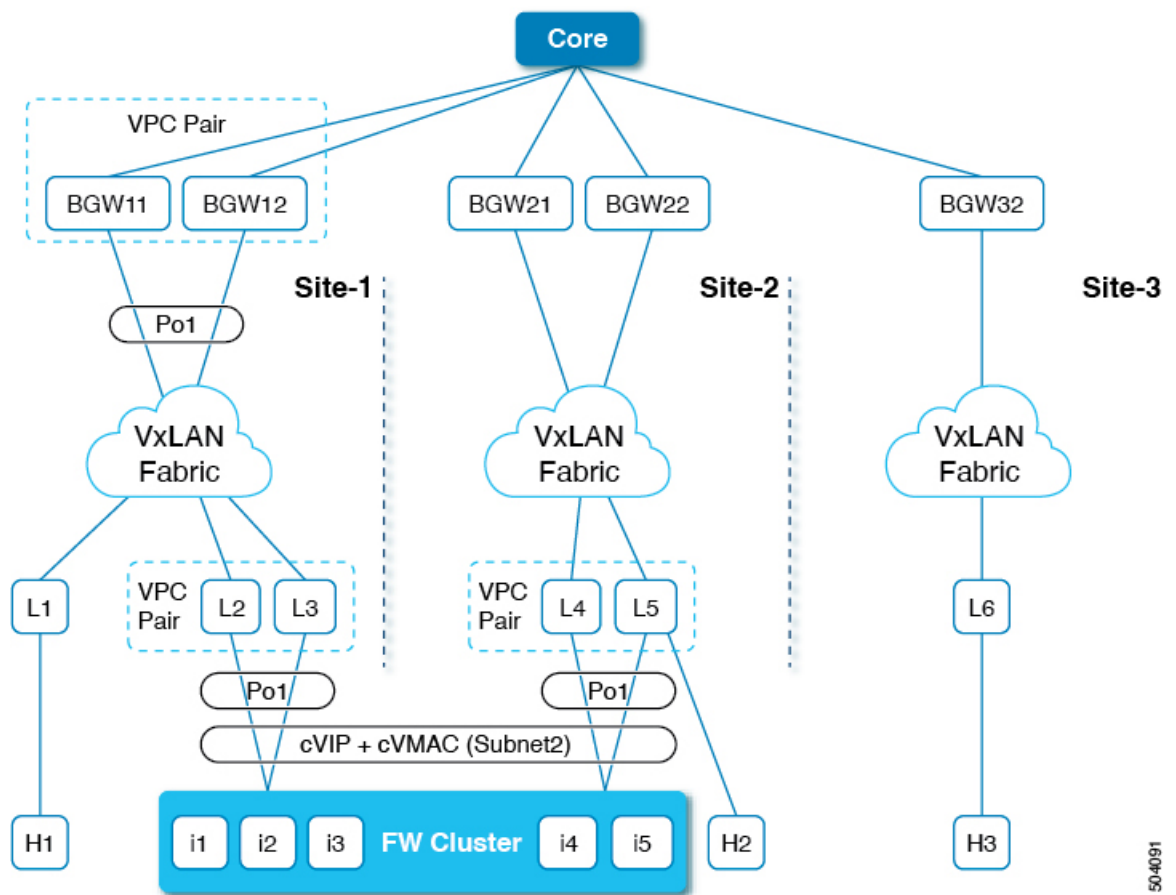 Core
VPC Pair
BGW11
BGW12
BGW21
BGW22
BGW32
Site-1
Site-2
Site-3
Po1
VxLAN
Fabric
VxLAN
Fabric
VxLAN
Fabric
L1
VPC
Pair
L2
L3
VPC
Pair
L4
L5
L6
Po1
Po1
cVIP + cVMAC (Subnet2)
H1
i1
i2
i3
FW Cluster
i4
i5
H2
H3
504091